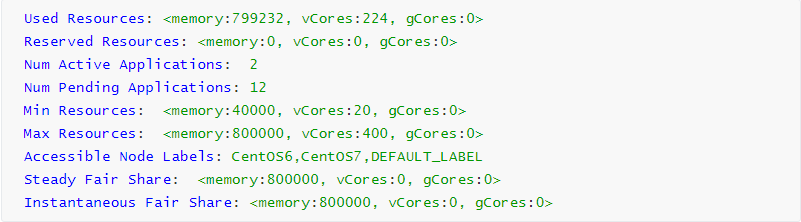 Used Resources: <memory:799232, vCores:224, gCores:0>
Reserved Resources: <memory:0, vCores:0, gCores:0>
Num Active Applications:  2
Num Pending Applications: 12
Min Resources:  <memory:40000, vCores:20, gCores:0>
Max Resources:  <memory:800000, vCores:400, gCores:0>
Accessible Node Labels: CentOS6,CentOS7,DEFAULT_LABEL
Steady Fair Share:  <memory:800000, vCores:0, gCores:0>
Instantaneous Fair Share: <memory:800000, vCores:0, gCores:0>